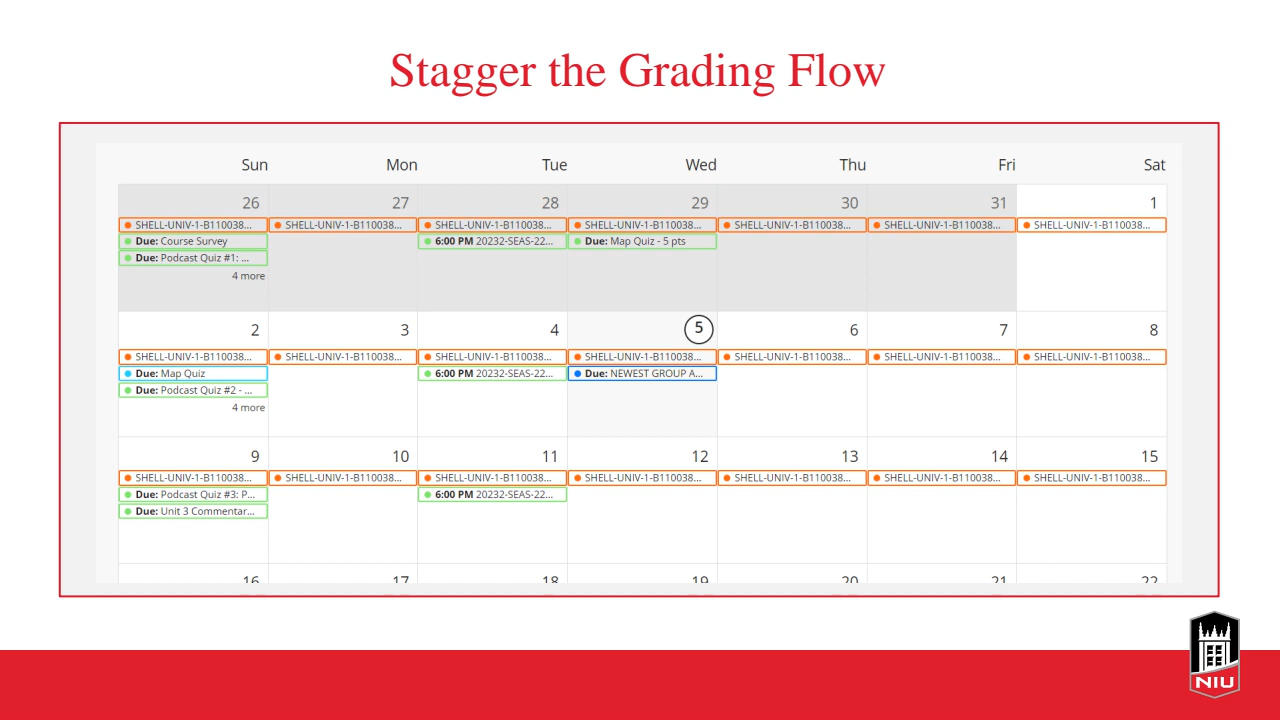 Stagger the Grading Flow
Sun Mon Tue Wed Thu Fri Sat
26 27 28 29 30 31 1
SHELL-UNIV-1-B110038... SHELL-UNIV-1-B110038... SHELL-UNIV-1-B110038... SHELL-UNIV-1-B110038... SHELL-UNIV-1-B110038... SHELL-UNIV-1-B110038... SHELL-UNIV-1-B110038...
Due: Course Survey 6:00 PM 20232-SEAS-22... Due: Map Quiz - 5 pts
Due: Podcast Quiz #1: ...
4 more
2 3 4 5 6 7 8
SHELL-UNIV-1-B110038... SHELL-UNIV-1-B110038... SHELL-UNIV-1-B110038... SHELL-UNIV-1-B110038... SHELL-UNIV-1-B110038... SHELL-UNIV-1-B110038... SHELL-UNIV-1-B110038...
Due: Map Quiz 6:00 PM 20232-SEAS-22... Due: NEWEST GROUP A...
Due: Podcast Quiz #2 - ...
4 more
9 10 11 12 13 14 15
SHELL-UNIV-1-B110038... SHELL-UNIV-1-B110038... SHELL-UNIV-1-B110038... SHELL-UNIV-1-B110038... SHELL-UNIV-1-B110038... SHELL-UNIV-1-B110038... SHELL-UNIV-1-B110038...
Due: Podcast Quiz #3: P... 6:00 PM 20232-SEAS-22...
Due: Unit 3 Commentar...
16 17 18 19 20 21 22
NIU